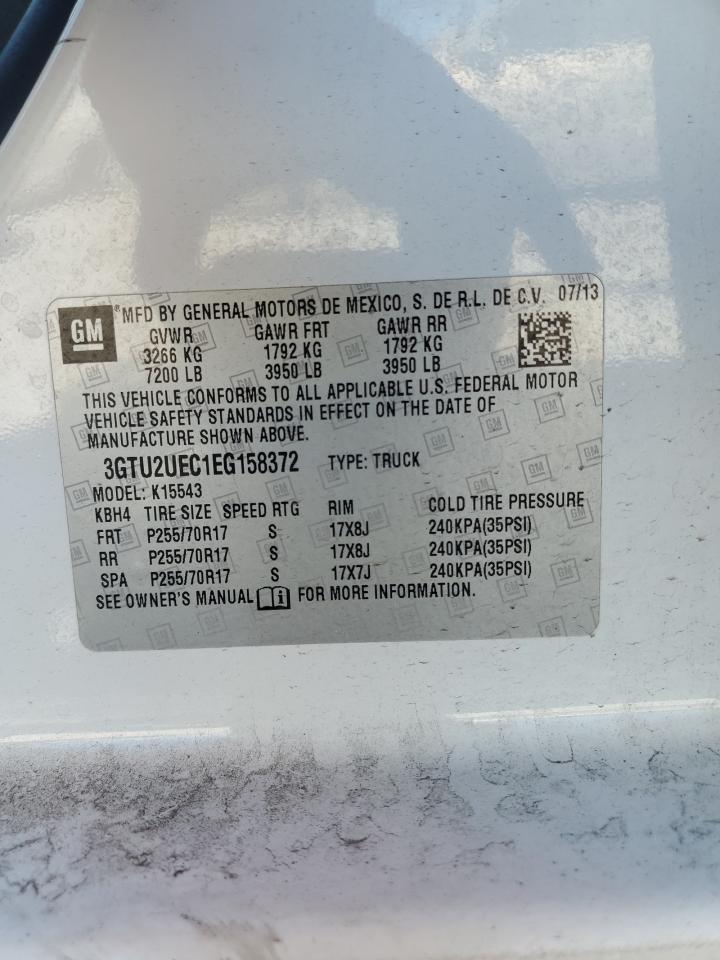 GM ® MFD BY GENERAL MOTORS DE MEXICO, S. DE R.L. DE C.V. 07/13
GVWR GAWR FRT GAWR RR
3266 KG 1792 KG 1792 KG
7200 LB 3950 LB 3950 LB
THIS VEHICLE CONFORMS TO ALL APPLICABLE U.S. FEDERAL MOTOR
VEHICLE SAFETY STANDARDS IN EFFECT ON THE DATE OF
MANUFACTURE SHOWN ABOVE.
3GTU2UEC1EG158372 TYPE: TRUCK
MODEL: K15543
KBH4 TIRE SIZE SPEED RTG RIM COLD TIRE PRESSURE
FRT P255/70R17 S 17X8J 240KPA(35PSI)
RR P255/70R17 S 17X8J 240KPA(35PSI)
SPA P255/70R17 S 17X7J 240KPA(35PSI)
SEE OWNER'S MANUAL i FOR MORE INFORMATION.